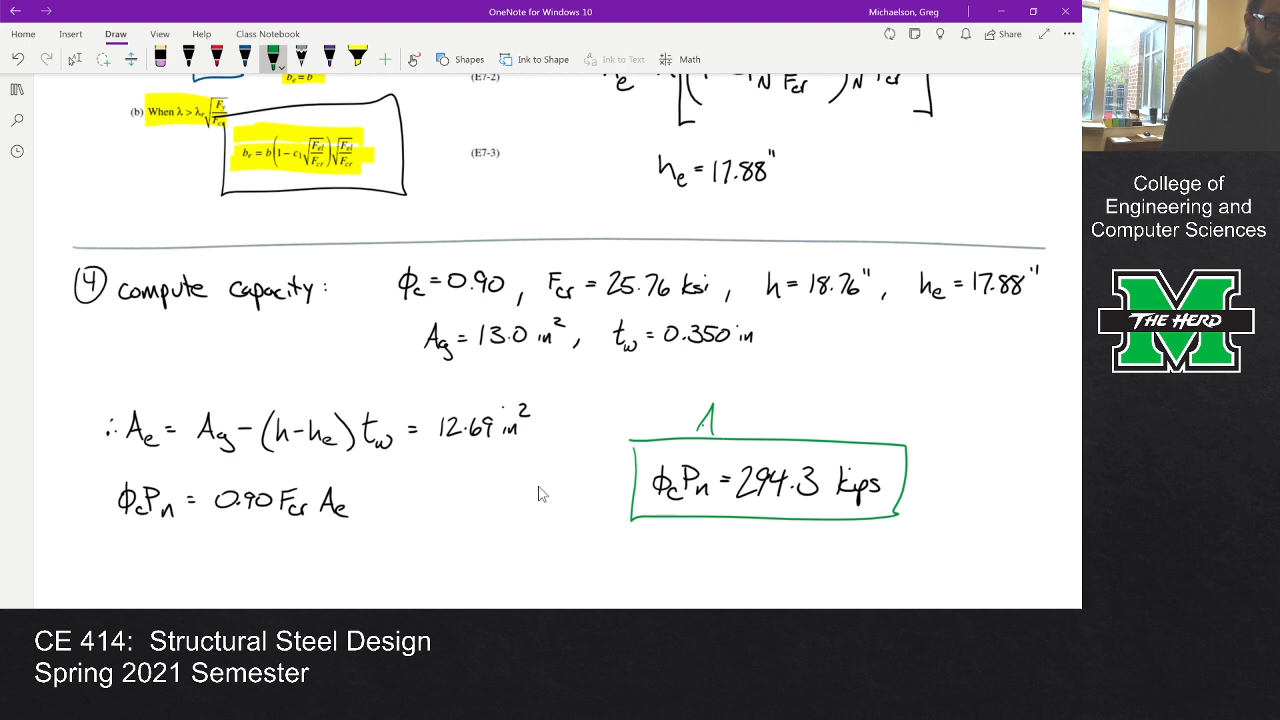 OneNote for Windows 10
Michaelson, Greg
Home Insert Draw View Help Class Notebook
Share
Shapes Ink to Shape Ink to Text Math
bₑ = b (E7-2)
(b) When λ > λᵣ√(Fy/Fcr)
bₑ = b(1 − c₁√(Fel/Fcr))√(Fel/Fcr) (E7-3)
hₑ = 17.88"
④ compute capacity: ϕc = 0.90, Fcr = 25.76 ksi, h = 18.76", hₑ = 17.88"
Ag = 13.0 in², tw = 0.350 in
∴ Aₑ = Ag − (h − hₑ) tw = 12.69 in²
ϕcPn = 0.90 Fcr Aₑ
ϕcPn = 294.3 kips
College of
Engineering and
Computer Sciences
THE HERD
CE 414: Structural Steel Design
Spring 2021 Semester